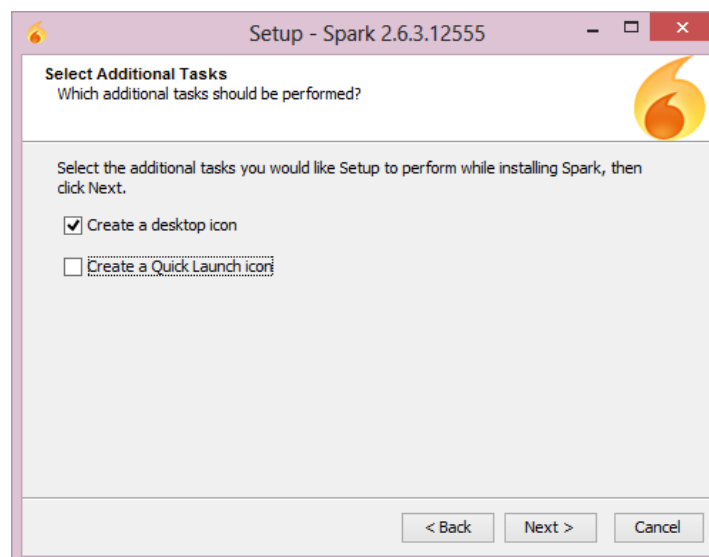 Setup - Spark 2.6.3.12555
Select Additional Tasks
Which additional tasks should be performed?
Select the additional tasks you would like Setup to perform while installing Spark, then
click Next.
Create a desktop icon
Create a Quick Launch icon
< Back Next > Cancel